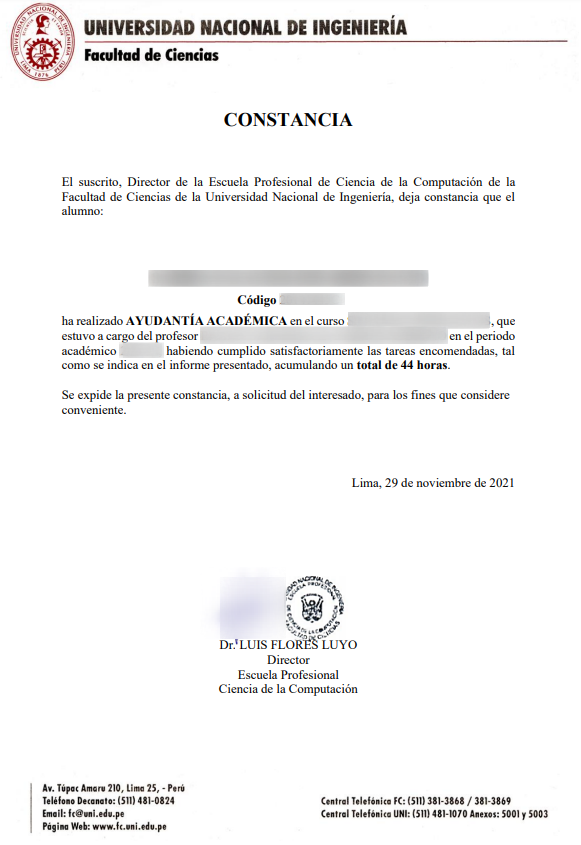 UNIVERSIDAD NACIONAL DE INGENIERÍA
Facultad de Ciencias
CONSTANCIA
El suscrito, Director de la Escuela Profesional de Ciencia de la Computación de la
Facultad de Ciencias de la Universidad Nacional de Ingeniería, deja constancia que el
alumno:
Código
ha realizado AYUDANTÍA ACADÉMICA en el curso , que
estuvo a cargo del profesor en el periodo
académico habiendo cumplido satisfactoriamente las tareas encomendadas, tal
como se indica en el informe presentado, acumulando un total de 44 horas.
Se expide la presente constancia, a solicitud del interesado, para los fines que considere
conveniente.
Lima, 29 de noviembre de 2021
Dr. LUIS FLORES LUYO
Director
Escuela Profesional
Ciencia de la Computación
Av. Túpac Amaru 210, Lima 25, - Perú
Teléfono Decanato: (511) 481-0824
Email: fc@uni.edu.pe
Página Web: www.fc.uni.edu.pe
Central Telefónica FC: (511) 381-3868 / 381-3869
Central Telefónica UNI: (511) 481-1070 Anexos: 5001 y 5003